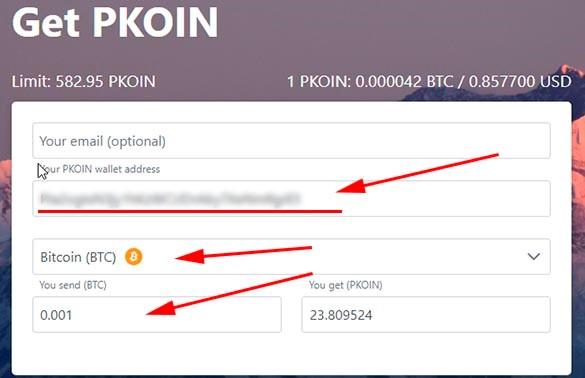 Get PKOIN
Limit: 582.95 PKOIN
1 PKOIN: 0.000042 BTC / 0.857700 USD
Your email (optional)
Your PKOIN wallet address
Bitcoin (BTC)
You send (BTC)
You get (PKOIN)
0.001
23.809524